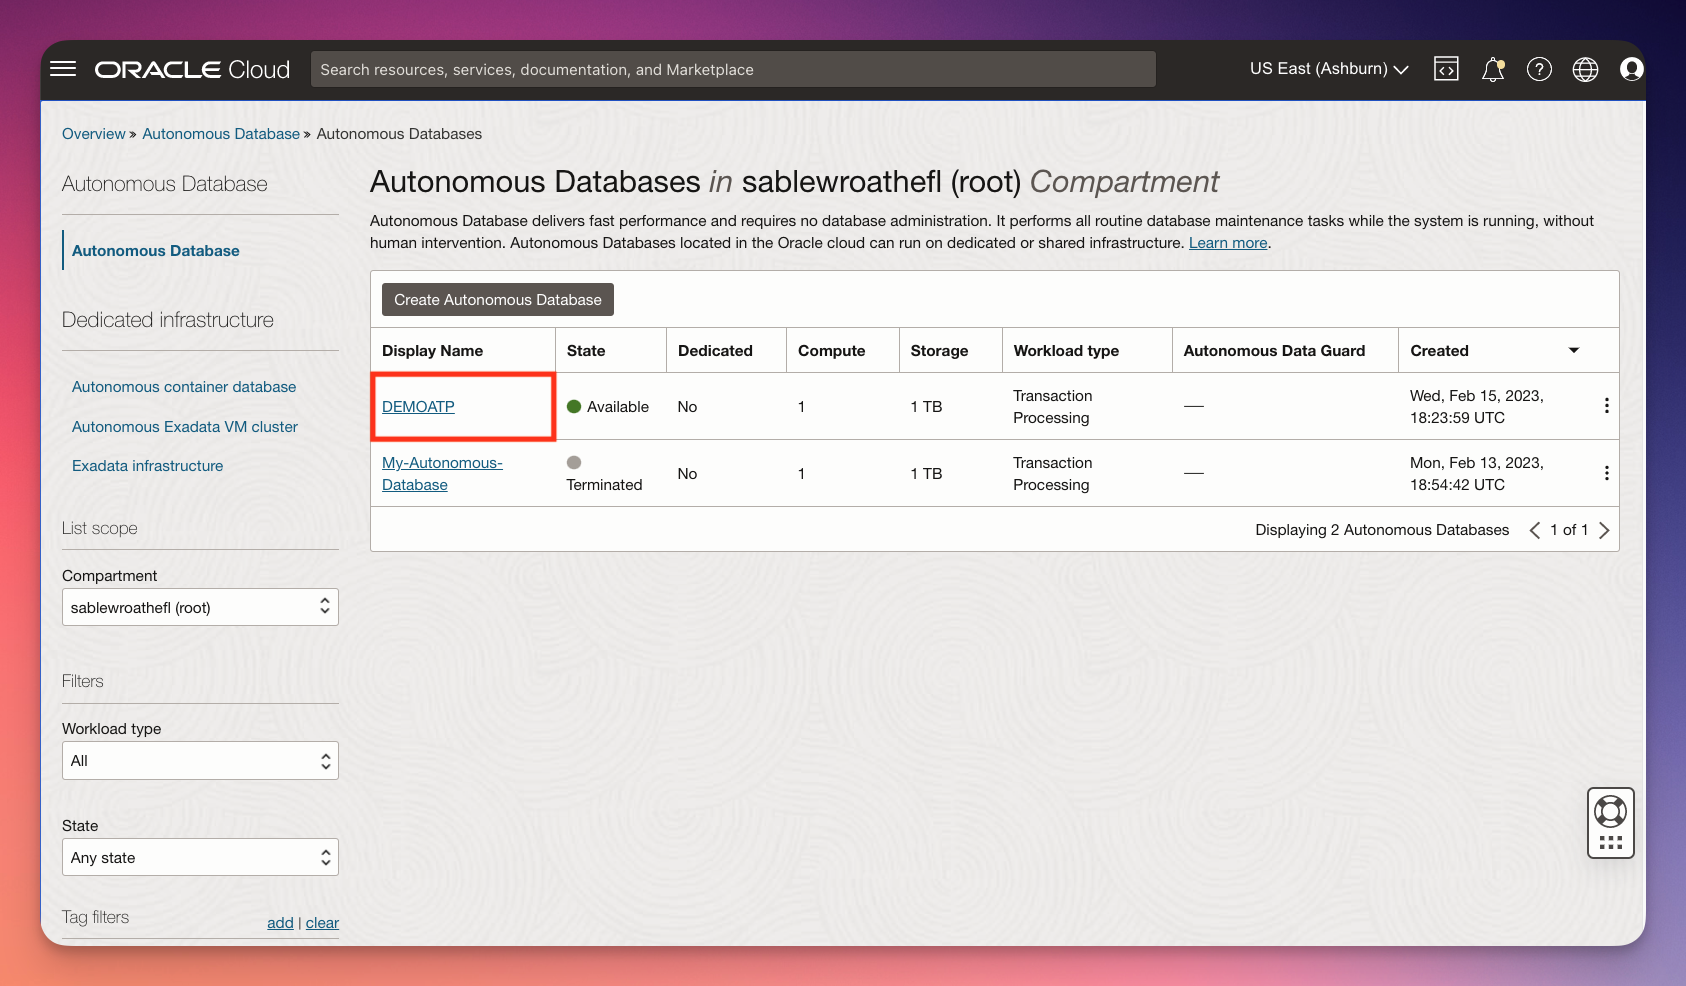 ORACLE Cloud
Search resources, services, documentation, and Marketplace
US East (Ashburn)
Overview » Autonomous Database » Autonomous Databases
Autonomous Database
Autonomous Database
Dedicated infrastructure
Autonomous container database
Autonomous Exadata VM cluster
Exadata infrastructure
List scope
Compartment
sablewroathefl (root)
Filters
Workload type
All
State
Any state
Tag filters add | clear
Autonomous Databases in sablewroathefl (root) Compartment
Autonomous Database delivers fast performance and requires no database administration. It performs all routine database maintenance tasks while the system is running, without
human intervention. Autonomous Databases located in the Oracle cloud can run on dedicated or shared infrastructure. Learn more.
Create Autonomous Database
Display Name State Dedicated Compute Storage Workload type Autonomous Data Guard Created
DEMOATP Available No 1 1 TB Transaction Processing — Wed, Feb 15, 2023, 18:23:59 UTC
My-Autonomous-Database Terminated No 1 1 TB Transaction Processing — Mon, Feb 13, 2023, 18:54:42 UTC
Displaying 2 Autonomous Databases < 1 of 1 >